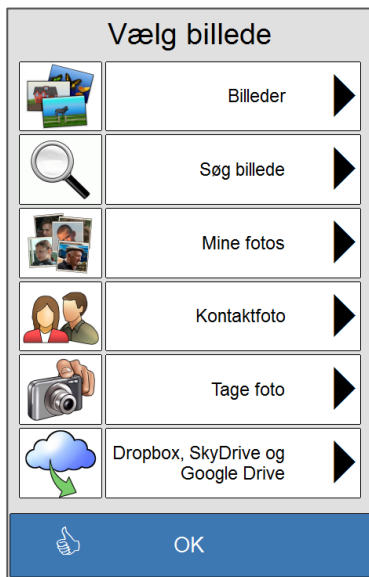 Vælg billede
Billeder
Søg billede
Mine fotos
Kontaktfoto
Tage foto
Dropbox, SkyDrive og
Google Drive
OK